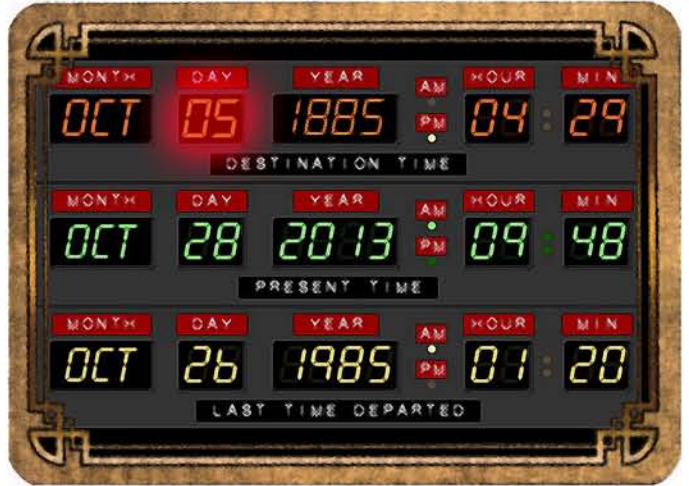 MONTH DAY YEAR AM HOUR MIN
OCT 05 1885 PM 04 : 29
DESTINATION TIME
MONTH DAY YEAR AM HOUR MIN
OCT 28 2013 PM 09 : 48
PRESENT TIME
MONTH DAY YEAR AM HOUR MIN
OCT 26 1985 PM 01 : 20
LAST TIME DEPARTED